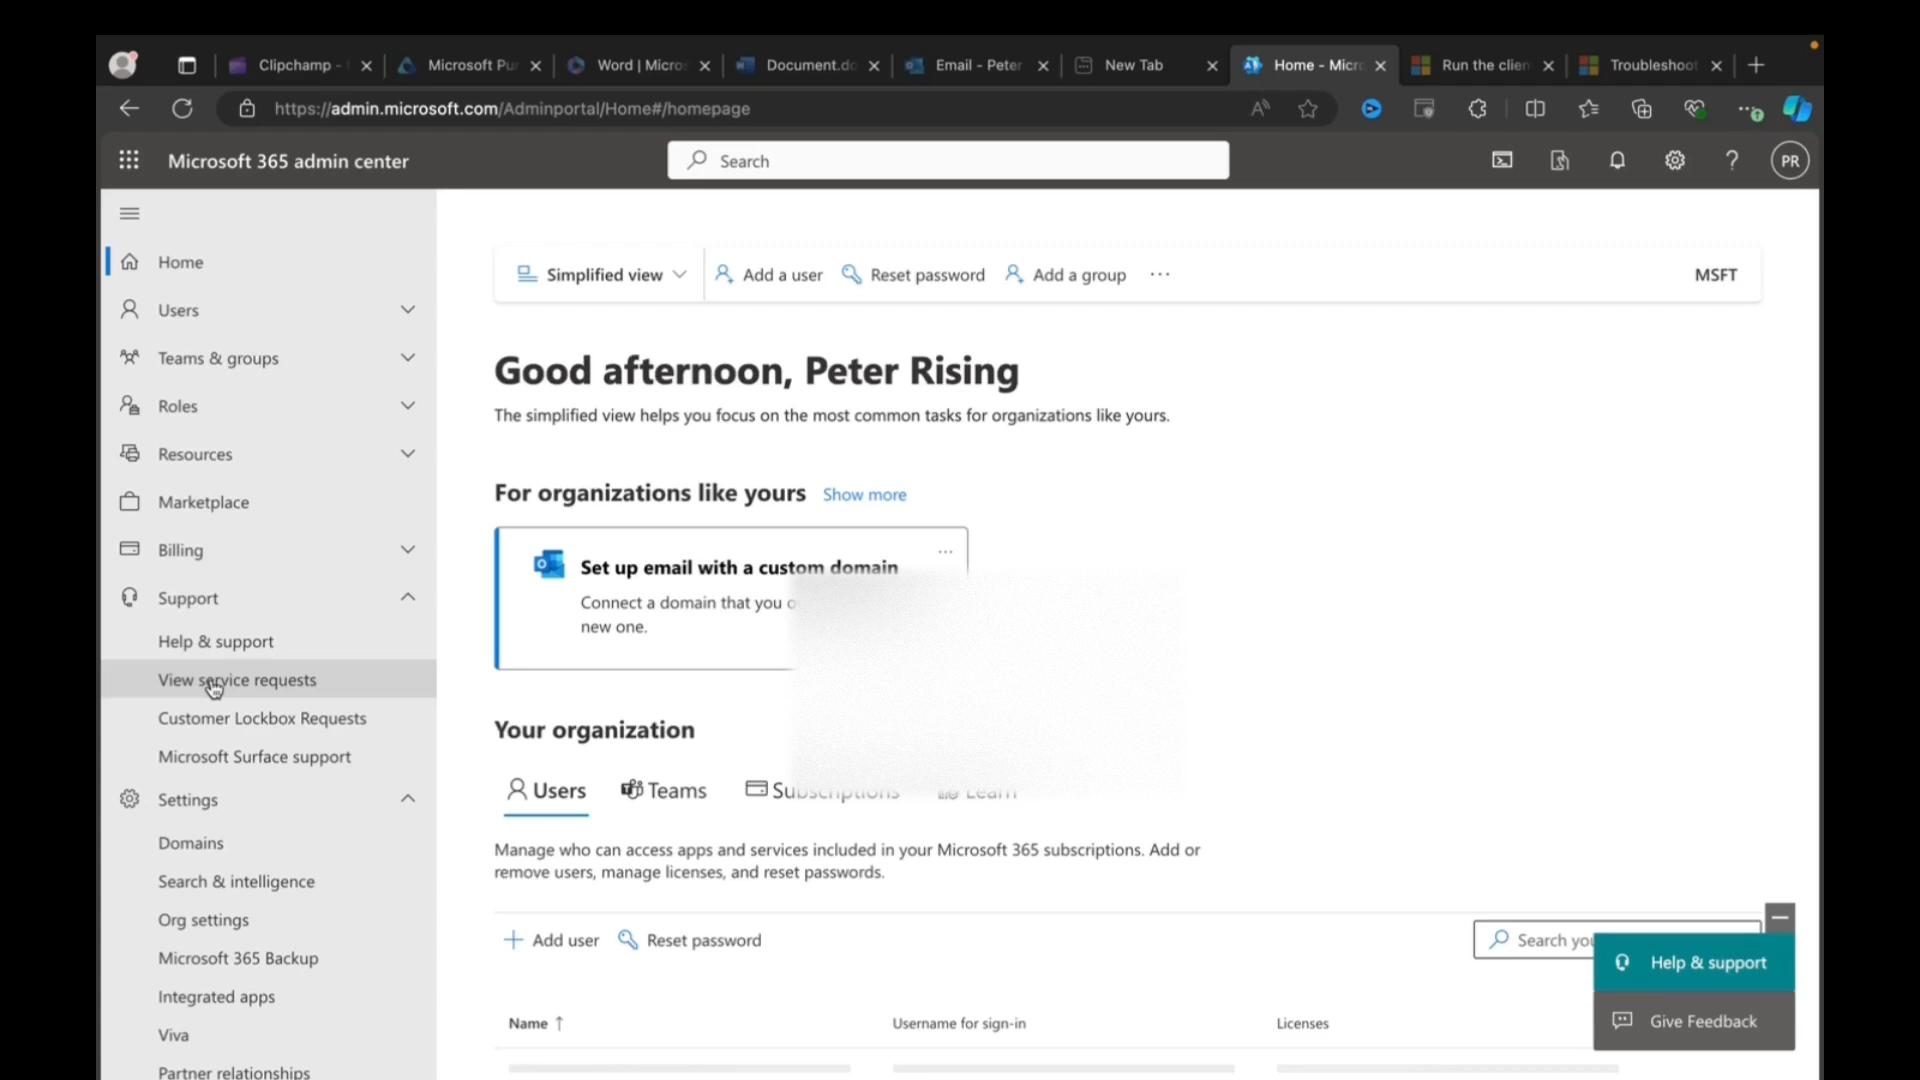 Clipchamp -
Microsoft Pur
Word | Micros
Document.do
Email - Peter
New Tab
Home - Micro
Run the clien
Troubleshoot
https://admin.microsoft.com/Adminportal/Home#/homepage
Microsoft 365 admin center
Search
PR
Home
Users
Teams & groups
Roles
Resources
Marketplace
Billing
Support
Help & support
View service requests
Customer Lockbox Requests
Microsoft Surface support
Settings
Domains
Search & intelligence
Org settings
Microsoft 365 Backup
Integrated apps
Viva
Partner relationships
Simplified view
Add a user
Reset password
Add a group
MSFT
Good afternoon, Peter Rising
The simplified view helps you focus on the most common tasks for organizations like yours.
For organizations like yours Show more
Set up email with a custom domain
Connect a domain that you
new one.
Your organization
Users
Teams
Subscriptions
Learn
Manage who can access apps and services included in your Microsoft 365 subscriptions. Add or
remove users, manage licenses, and reset passwords.
Add user
Reset password
Search you
Name ↑
Username for sign-in
Licenses
Help & support
Give Feedback